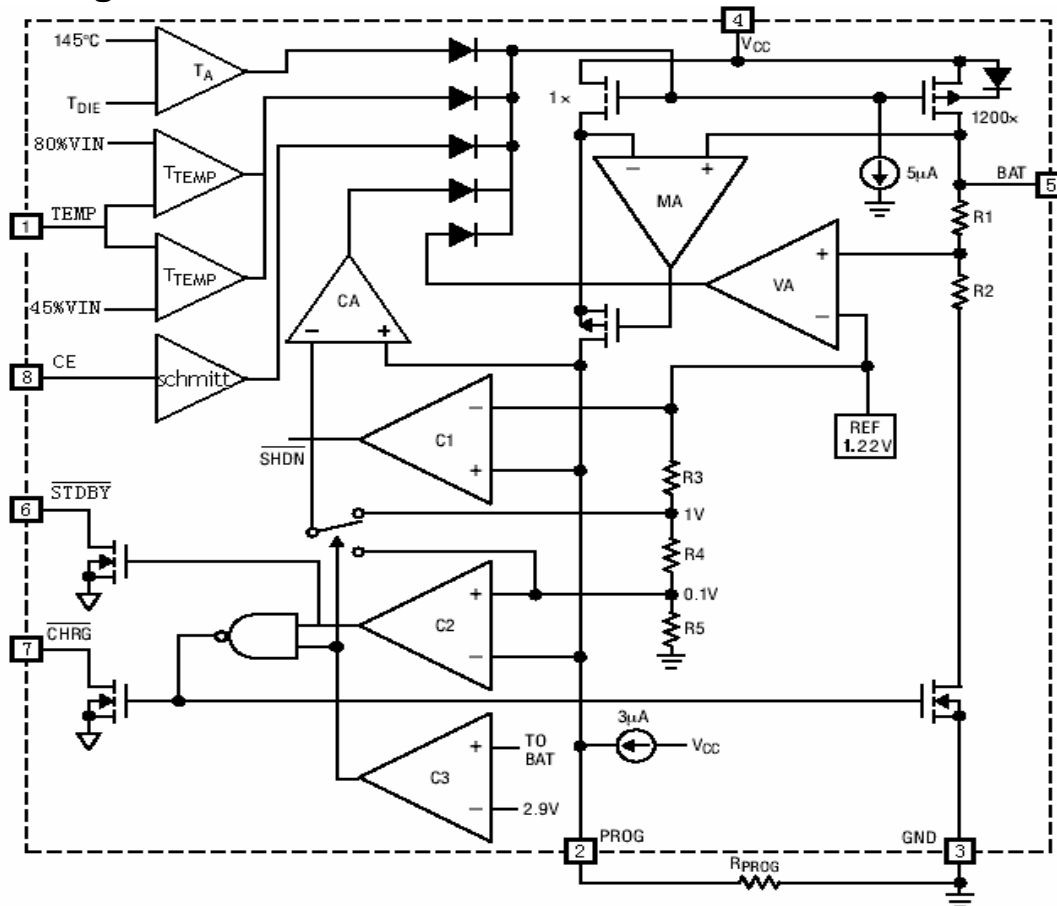 4
VCC
145°C
TA
TDIE
1×
1200×
80%VIN
TTEMP
5µA
BAT
5
1
TEMP
MA
− +
R1
TTEMP
45%VIN
CA
− +
VA
+
−
R2
8
CE
schmitt
C1
−
+
SHDN
REF
1.22V
R3
1V
6
STDBY
R4
0.1V
C2
+
−
R5
7
CHRG
3µA
VCC
C3
+
−
TO
BAT
2.9V
2
PROG
GND
3
RPROG